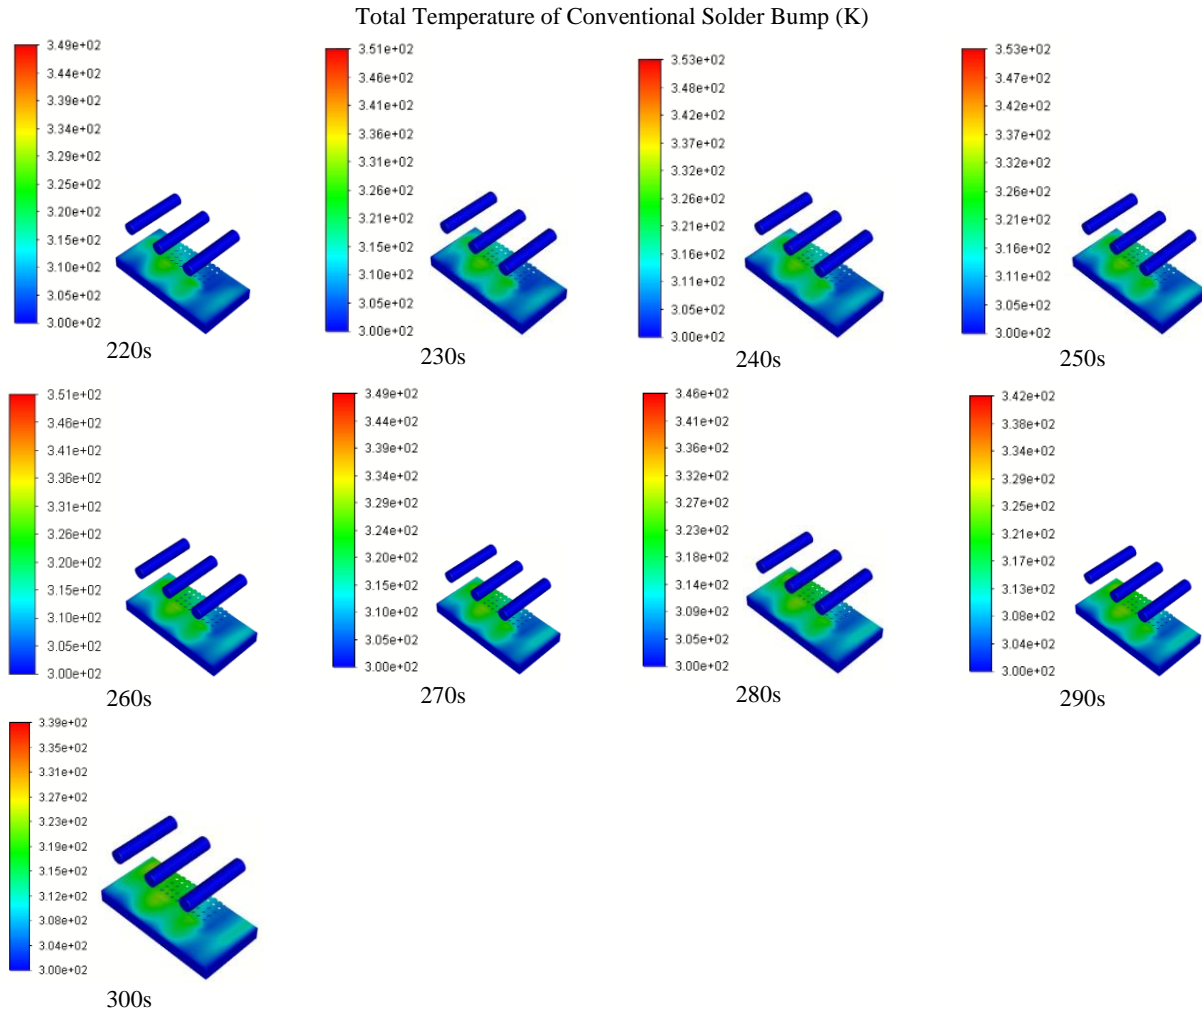 Total Temperature of Conventional Solder Bump (K)
3.49e+02
3.44e+02
3.39e+02
3.34e+02
3.29e+02
3.25e+02
3.20e+02
3.15e+02
3.10e+02
3.05e+02
3.00e+02
220s
3.51e+02
3.46e+02
3.41e+02
3.36e+02
3.31e+02
3.25e+02
3.20e+02
3.15e+02
3.10e+02
3.05e+02
3.00e+02
230s
3.53e+02
3.48e+02
3.42e+02
3.37e+02
3.32e+02
3.26e+02
3.21e+02
3.16e+02
3.11e+02
3.05e+02
3.00e+02
240s
3.53e+02
3.47e+02
3.42e+02
3.37e+02
3.32e+02
3.26e+02
3.21e+02
3.16e+02
3.11e+02
3.05e+02
3.00e+02
250s
3.51e+02
3.46e+02
3.41e+02
3.36e+02
3.31e+02
3.26e+02
3.20e+02
3.15e+02
3.10e+02
3.05e+02
3.00e+02
260s
3.49e+02
3.44e+02
3.39e+02
3.34e+02
3.29e+02
3.24e+02
3.20e+02
3.15e+02
3.10e+02
3.05e+02
3.00e+02
270s
3.46e+02
3.41e+02
3.37e+02
3.32e+02
3.28e+02
3.23e+02
3.18e+02
3.14e+02
3.09e+02
3.05e+02
3.00e+02
280s
3.42e+02
3.38e+02
3.34e+02
3.29e+02
3.25e+02
3.21e+02
3.17e+02
3.13e+02
3.08e+02
3.04e+02
3.00e+02
290s
3.39e+02
3.35e+02
3.31e+02
3.27e+02
3.23e+02
3.19e+02
3.15e+02
3.12e+02
3.08e+02
3.04e+02
3.00e+02
300s